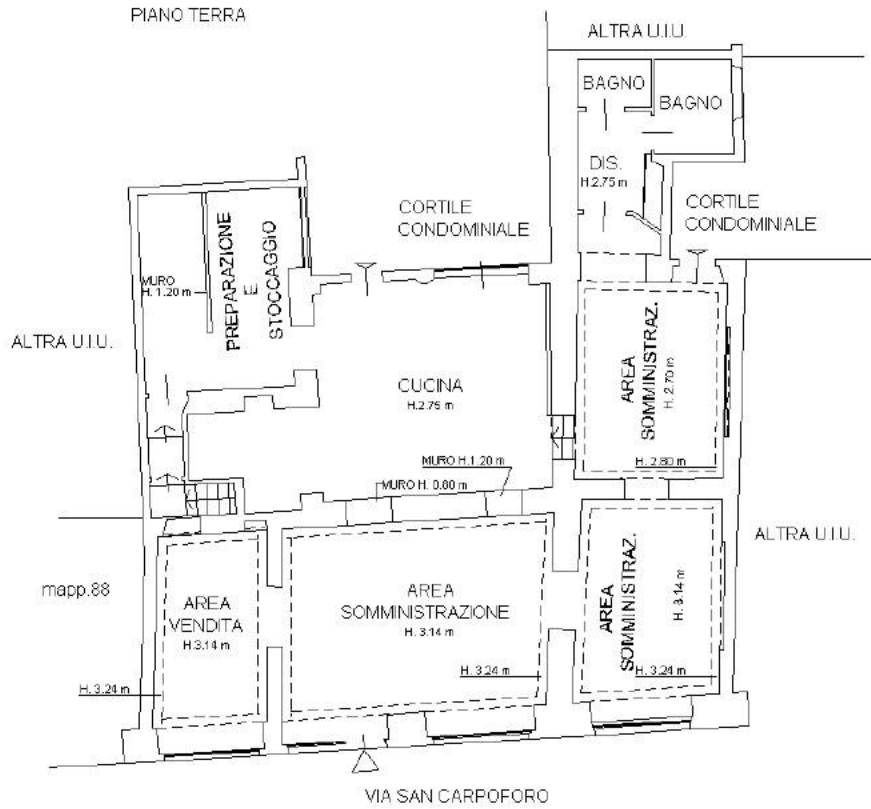 PIANO TERRA
ALTRA U.I.U.
BAGNO
BAGNO
DIS.
H.2.75 m
CORTILE
CONDOMINIALE
CORTILE
CONDOMINIALE
MURO
H. 1.20 m
PREPARAZIONE
E
STOCCAGGIO
ALTRA U.I.U.
CUCINA
H.2.75 m
AREA
SOMMINISTRAZ.
H. 2.70 m
H. 2.80 m
MURO H.1.20 m
MURO H. 0.80 m
ALTRA U.I.U.
mapp.88
AREA
VENDITA
H.3.14 m
H. 3.24 m
AREA
SOMMINISTRAZIONE
H. 3.14 m
H. 3.24 m
AREA
SOMMINISTRAZ.
H. 3.14 m
H. 3.24 m
VIA SAN CARPOFORO